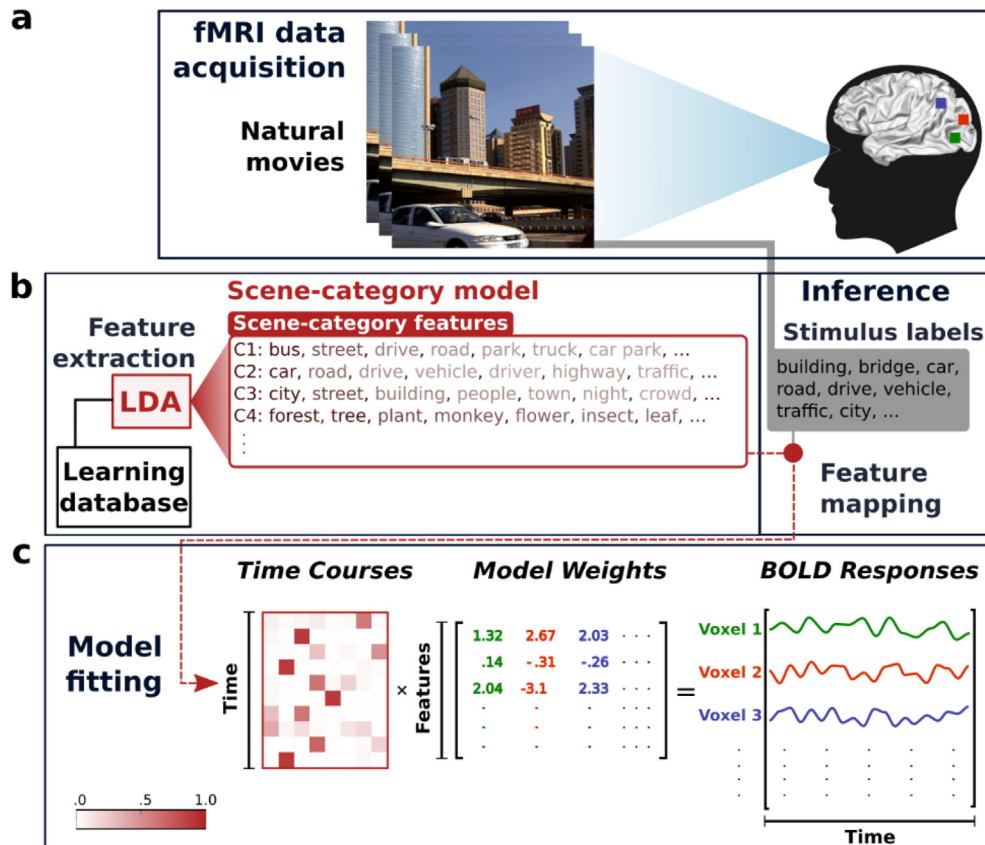 a
fMRI data
acquisition
Natural
movies
b
Scene-category model
Feature
extraction
Scene-category features
C1: bus, street, drive, road, park, truck, car park, ...
C2: car, road, drive, vehicle, driver, highway, traffic, ...
C3: city, street, building, people, town, night, crowd, ...
C4: forest, tree, plant, monkey, flower, insect, leaf, ...
LDA
Learning
database
Inference
Stimulus labels
building, bridge, car,
road, drive, vehicle,
traffic, city, ...
Feature
mapping
c
Model
fitting
Time Courses
Model Weights
BOLD Responses
Time
×
Features
1.32 2.67 2.03 · · ·
.14 -.31 -.26 · · ·
2.04 -3.1 2.33 · · ·
=
Voxel 1
Voxel 2
Voxel 3
Time
.0 .5 1.0